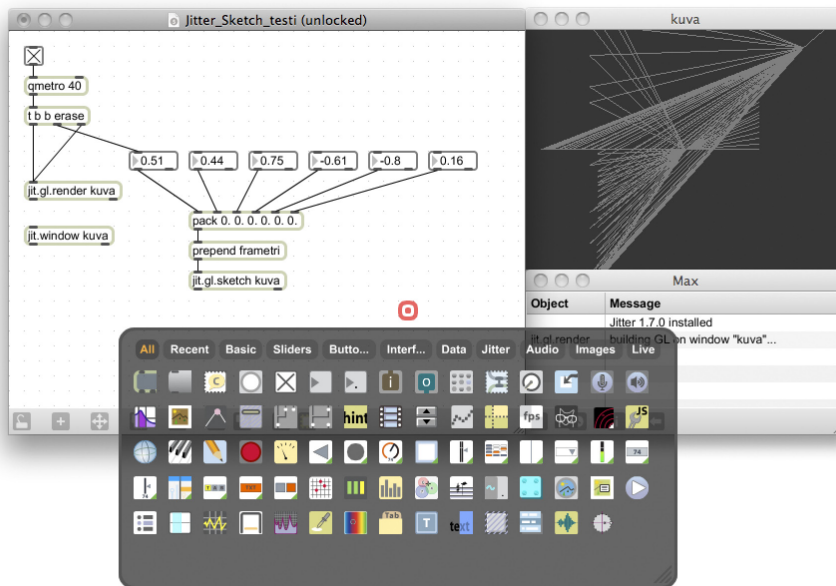 Jitter_Sketch_testi (unlocked)
kuva
qmetro 40
t b b erase
0.51
0.44
0.75
-0.61
-0.8
0.16
jit.gl.render kuva
pack 0. 0. 0. 0. 0. 0.
jit.window kuva
prepend frametri
jit.gl.sketch kuva
Max
Object Message
Jitter 1.7.0 installed
jit.gl.render building GL on window "kuva"...
All Recent Basic Sliders Butto... Interf... Data Jitter Audio Images Live
C
i
o
hint
fps
JS
74
74
Tab
T
text